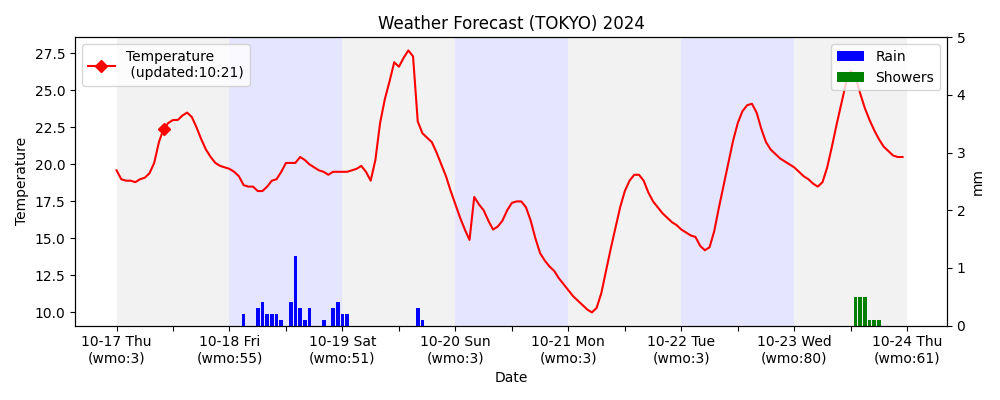 Weather Forecast (TOKYO) 2024
Temperature
(updated:10:21)
Rain
Showers
27.5
25.0
22.5
20.0
17.5
15.0
12.5
10.0
Temperature
5
4
3
2
1
0
mm
10-17 Thu
(wmo:3)
10-18 Fri
(wmo:55)
10-19 Sat
(wmo:51)
10-20 Sun
(wmo:3)
10-21 Mon
(wmo:3)
10-22 Tue
(wmo:3)
10-23 Wed
(wmo:80)
10-24 Thu
(wmo:61)
Date